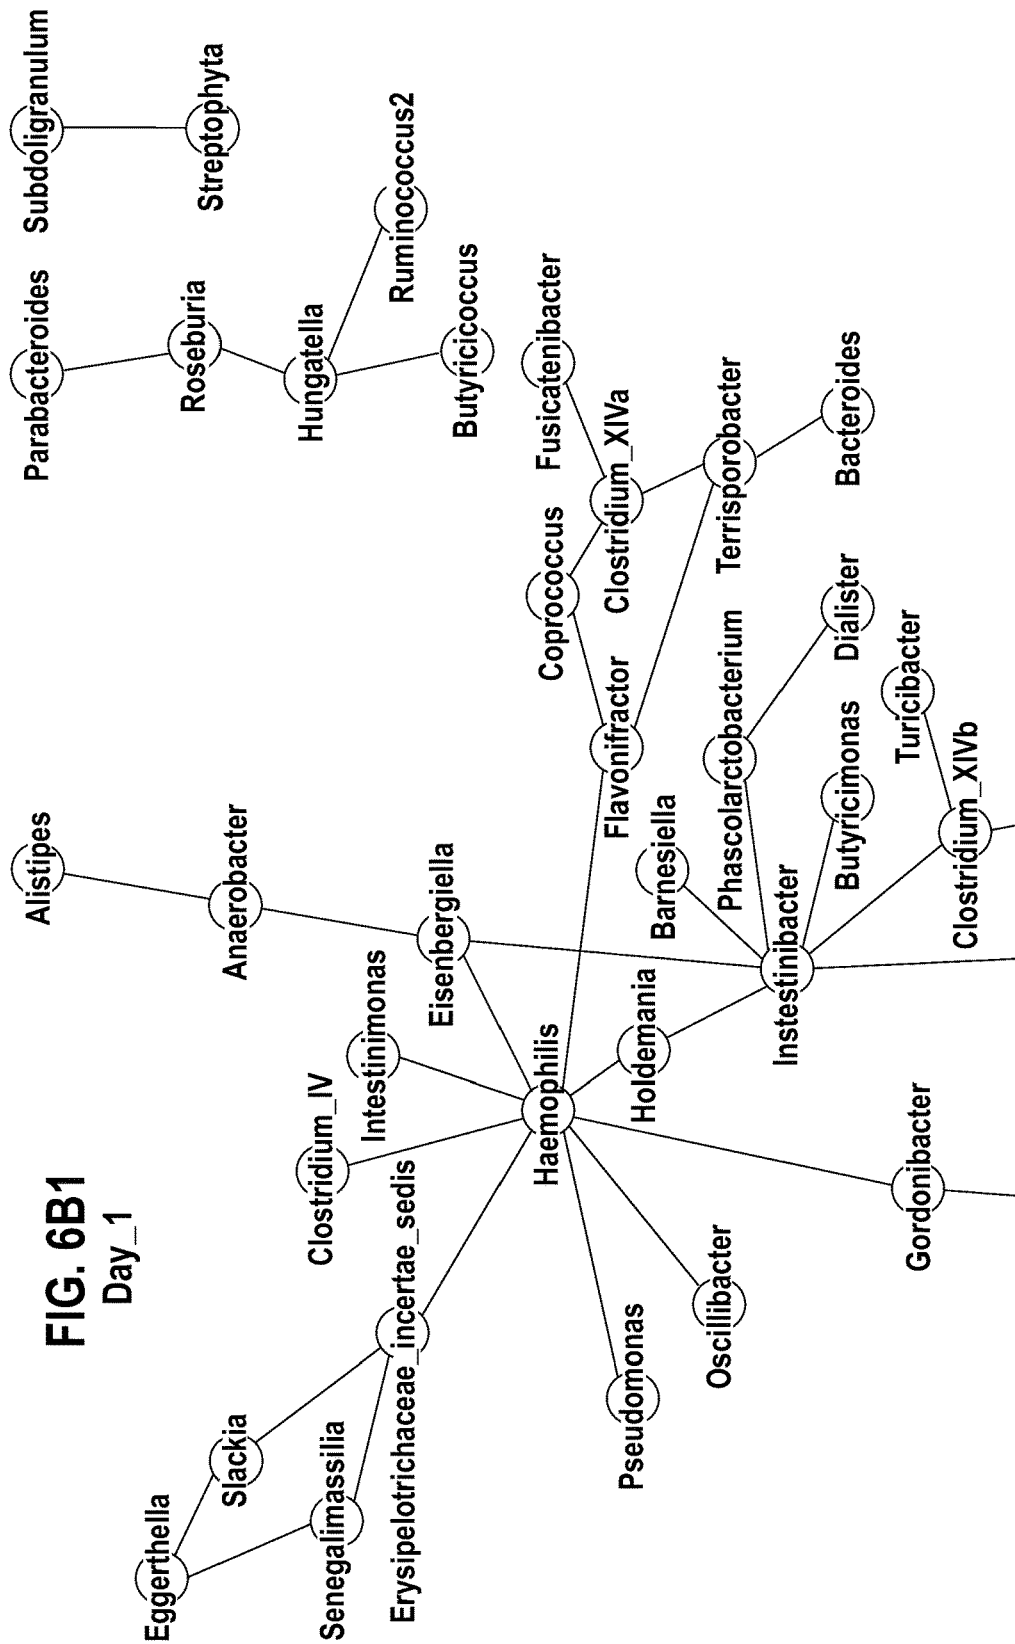 FIG. 6B1
Day_1
Subdoligranulum
Streptophyta
Parabacteroides
Roseburia
Hungatella
Ruminococcus2
Butyricicoccus
Alistipes
Anaerobacter
Eisenbergiella
Intestinimonas
Clostridium_IV
Eggerthella
Slackia
Senegalimassilia
Erysipelotrichaceae_incertae_sedis
Haemophilis
Holdemania
Pseudomonas
Oscillibacter
Gordonibacter
Fusicatenibacter
Coprococcus
Clostridium_XIVa
Flavonifractor
Terrisporobacter
Bacteroides
Barnesiella
Phascolarctobacterium
Dialister
Butyricimonas
Turicibacter
Instestinibacter
Clostridium_XIVb